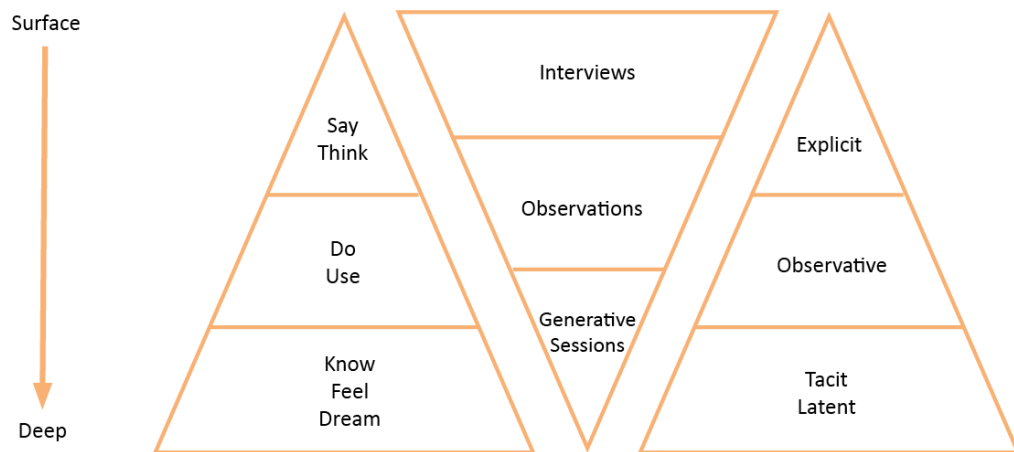 Surface
Say
Think
Do
Use
Know
Feel
Dream
Interviews
Observations
Generative
Sessions
Explicit
Observative
Tacit
Latent
Deep